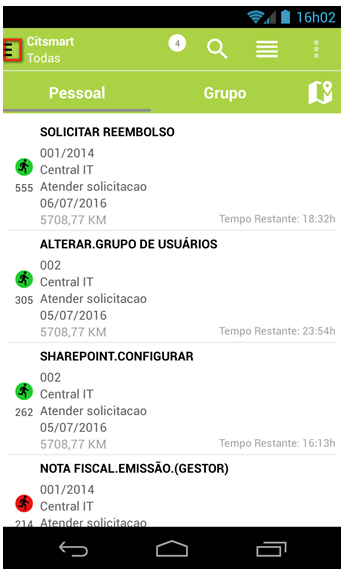 16h02
Citsmart
Todas
4
Pessoal
Grupo
SOLICITAR REEMBOLSO
001/2014
Central IT
555 Atender solicitacao
06/07/2016
5708,77 KM Tempo Restante: 18:32h
ALTERAR.GRUPO DE USUÁRIOS
002
Central IT
305 Atender solicitacao
05/07/2016
5708,77 KM Tempo Restante: 23:54h
SHAREPOINT.CONFIGURAR
002
Central IT
262 Atender solicitacao
05/07/2016
5708,77 KM Tempo Restante: 16:13h
NOTA FISCAL.EMISSÃO.(GESTOR)
001/2014
Central IT
214 Atender solicitacao